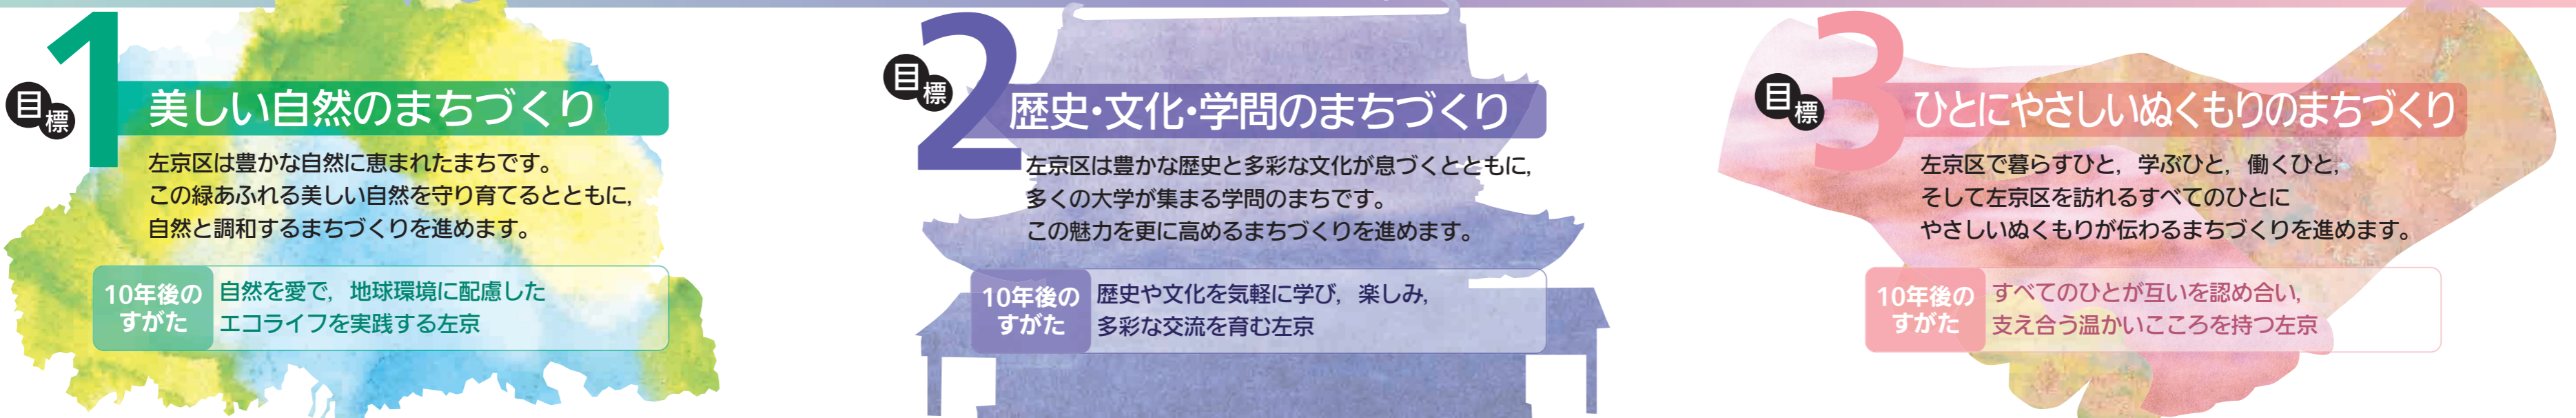 目標1
美しい自然のまちづくり
左京区は豊かな自然に恵まれたまちです。
この緑あふれる美しい自然を守り育てるとともに,
自然と調和するまちづくりを進めます。
10年後の
すがた
自然を愛で, 地球環境に配慮した
エコライフを実践する左京
目標2
歴史・文化・学問のまちづくり
左京区は豊かな歴史と多彩な文化が息づくとともに,
多くの大学が集まる学問のまちです。
この魅力を更に高めるまちづくりを進めます。
10年後の
すがた
歴史や文化を気軽に学び, 楽しみ,
多彩な交流を育む左京
目標3
ひとにやさしいぬくもりのまちづくり
左京区で暮らすひと, 学ぶひと, 働くひと,
そして左京区を訪れるすべてのひとに
やさしいぬくもりが伝わるまちづくりを進めます。
10年後の
すがた
すべてのひとが互いを認め合い,
支え合う温かいこころを持つ左京